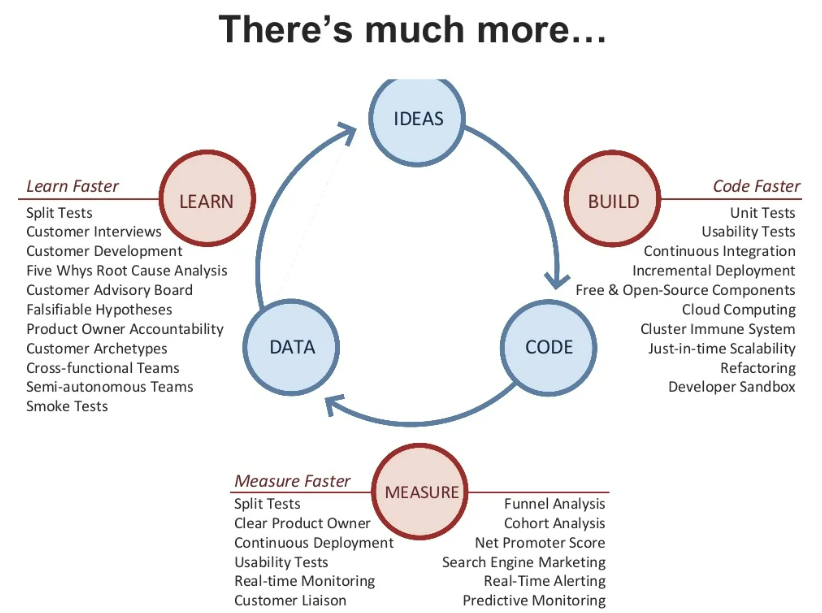 There's much more…
IDEAS
LEARN
Learn Faster
Split Tests
Customer Interviews
Customer Development
Five Whys Root Cause Analysis
Customer Advisory Board
Falsifiable Hypotheses
Product Owner Accountability
Customer Archetypes
Cross-functional Teams
Semi-autonomous Teams
Smoke Tests
BUILD
Code Faster
Unit Tests
Usability Tests
Continuous Integration
Incremental Deployment
Free & Open-Source Components
Cloud Computing
Cluster Immune System
Just-in-time Scalability
Refactoring
Developer Sandbox
DATA
CODE
Measure Faster
MEASURE
Split Tests
Clear Product Owner
Continuous Deployment
Usability Tests
Real-time Monitoring
Customer Liaison
Funnel Analysis
Cohort Analysis
Net Promoter Score
Search Engine Marketing
Real-Time Alerting
Predictive Monitoring